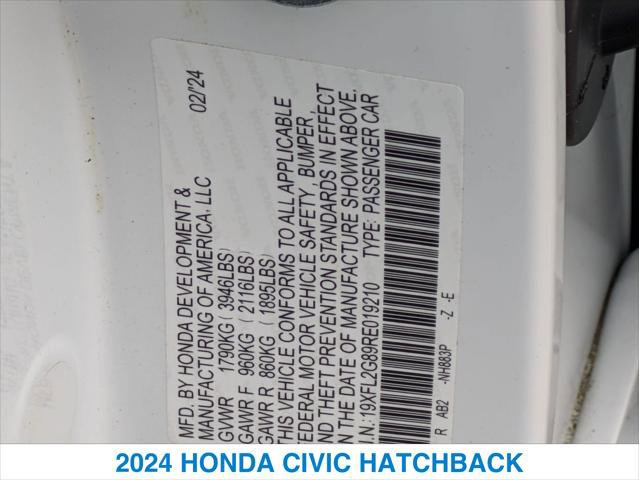 MFD. BY HONDA DEVELOPMENT & 02/'24
MANUFACTURING OF AMERICA, LLC
GVWR 1790KG (3946LBS)
GAWR F 960KG (2116LBS)
GAWR R 860KG (1895LBS)
THIS VEHICLE CONFORMS TO ALL APPLICABLE
FEDERAL MOTOR VEHICLE SAFETY, BUMPER,
AND THEFT PREVENTION STANDARDS IN EFFECT
ON THE DATE OF MANUFACTURE SHOWN ABOVE.
V.I.N.:19XFL2G89RE019210 TYPE: PASSENGER CAR
R AB2 -NH883P -Z -E
2024 HONDA CIVIC HATCHBACK